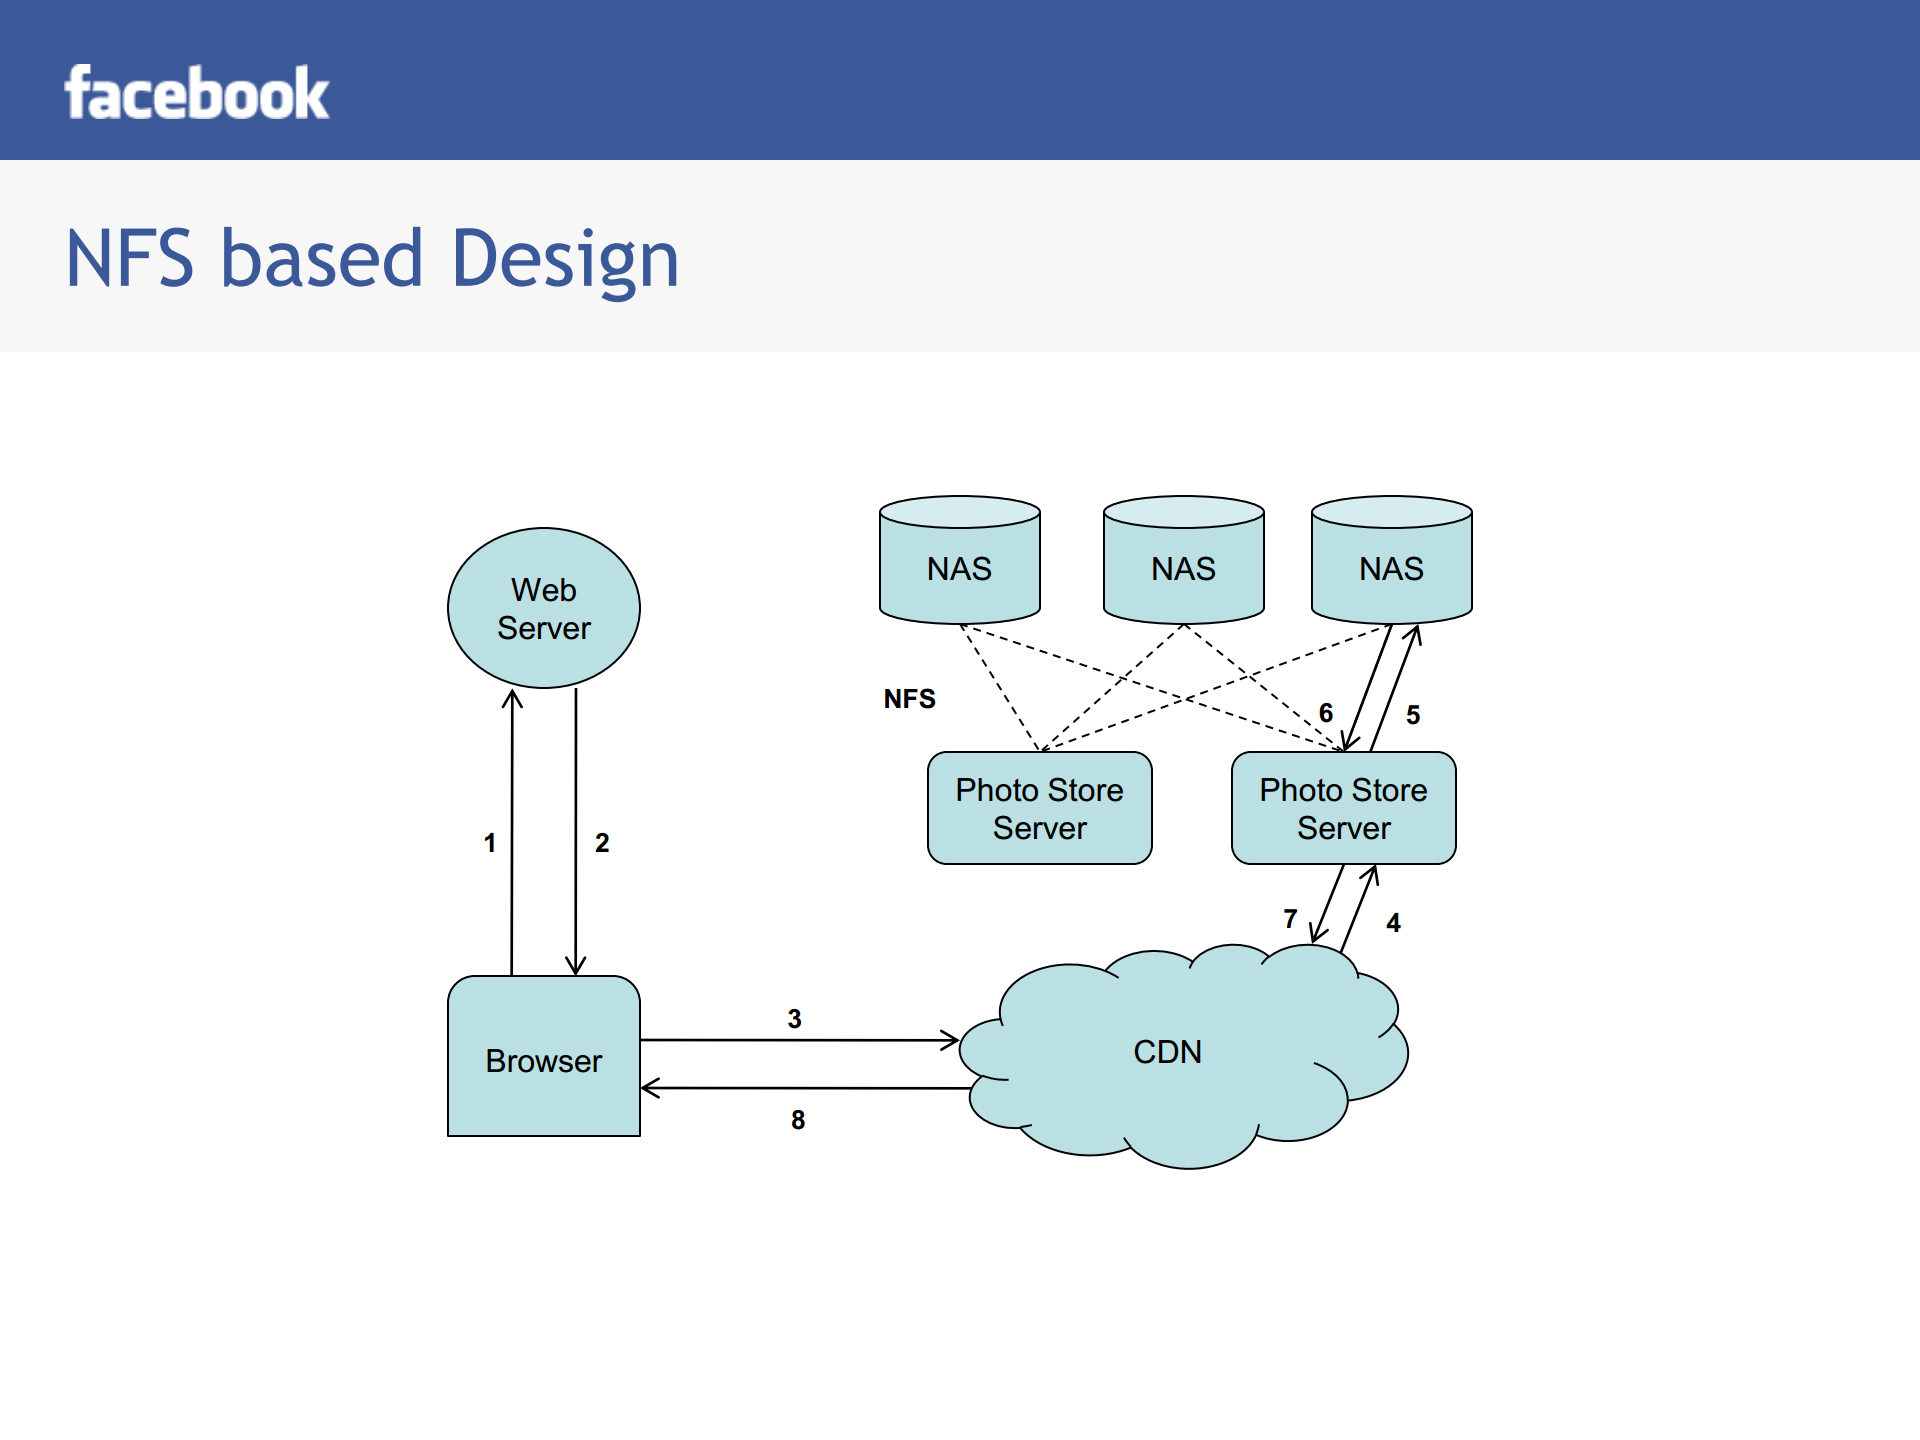 facebook
NFS based Design
NAS
NAS
NAS
Web
Server
NFS
6
5
Photo Store
Server
Photo Store
Server
1
2
7
4
3
CDN
Browser
8